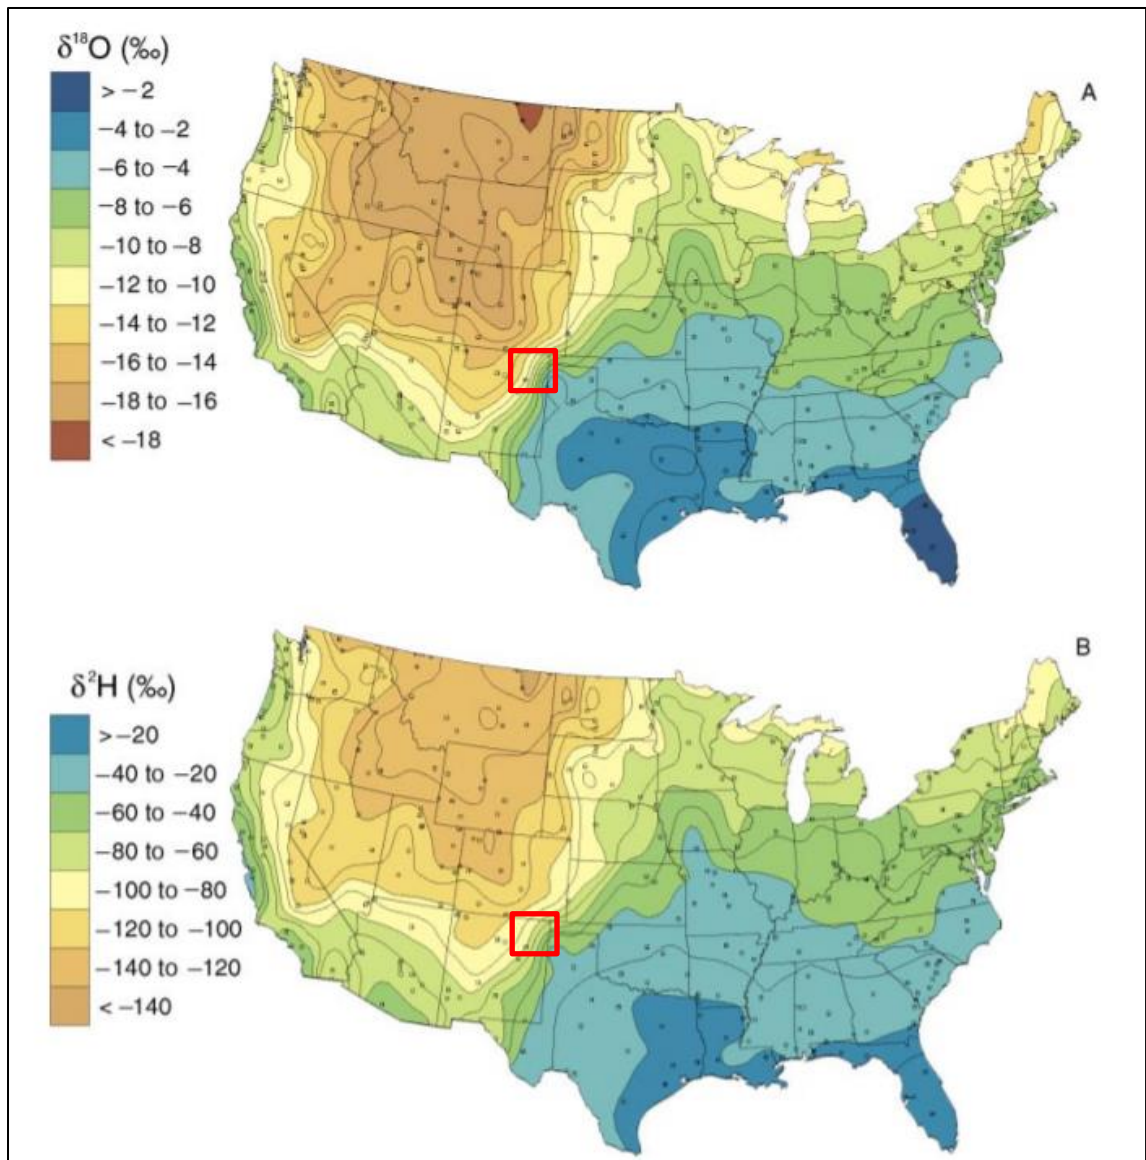 δ¹⁸O (‰)
> −2
−4 to −2
−6 to −4
−8 to −6
−10 to −8
−12 to −10
−14 to −12
−16 to −14
−18 to −16
< −18
A
δ²H (‰)
>−20
−40 to −20
−60 to −40
−80 to −60
−100 to −80
−120 to −100
−140 to −120
< −140
B